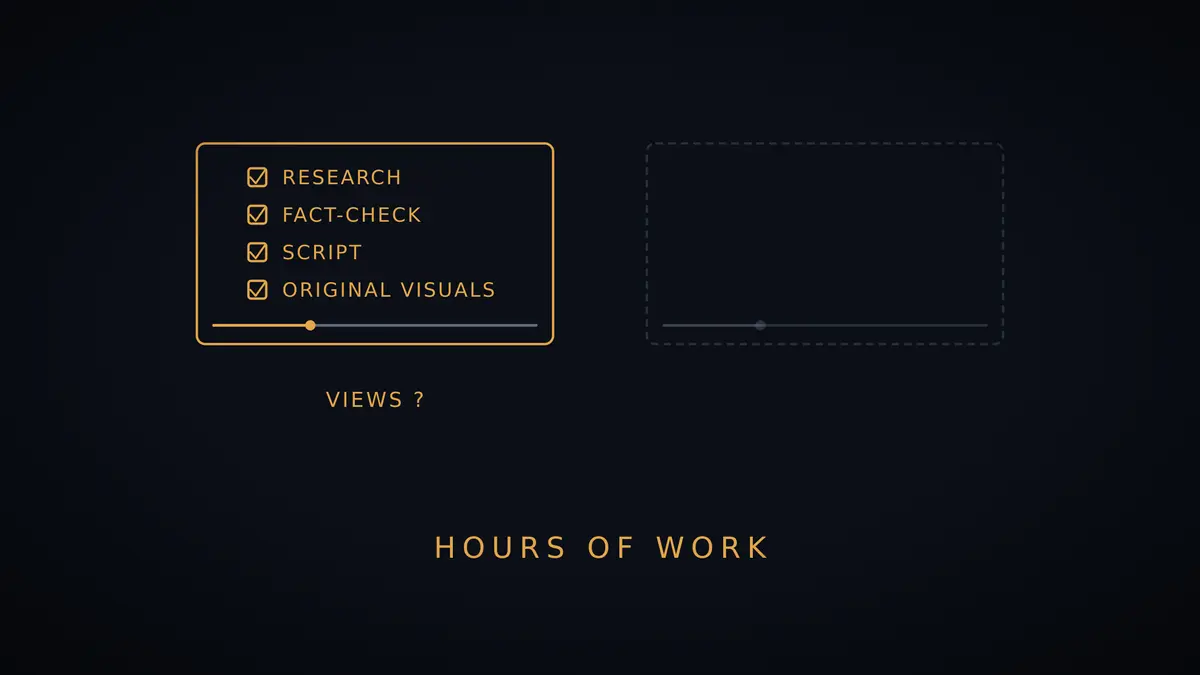 RESEARCH
FACT-CHECK
SCRIPT
ORIGINAL VISUALS
VIEWS ?
HOURS OF WORK